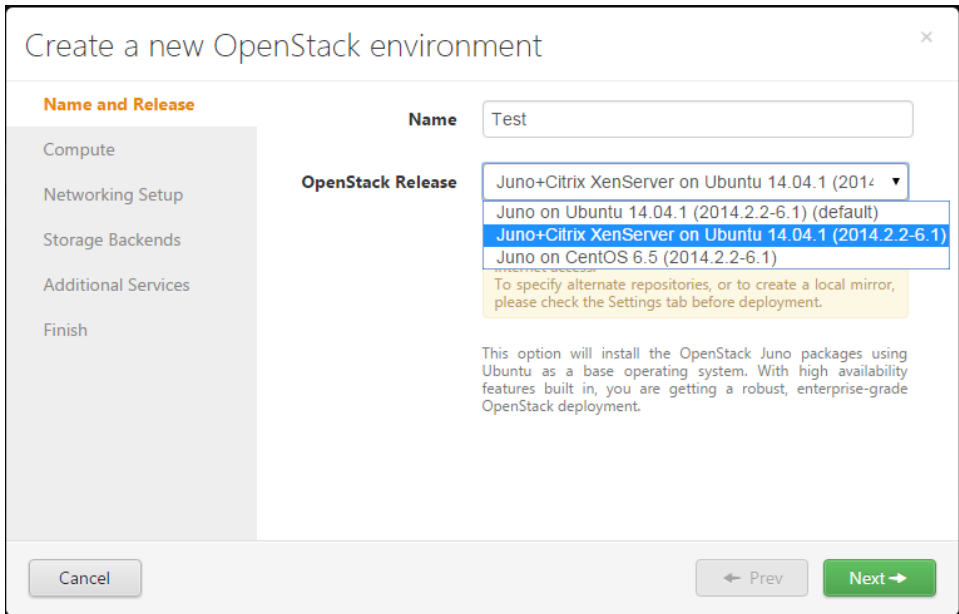 Create a new OpenStack environment
×
Name and Release
Compute
Networking Setup
Storage Backends
Additional Services
Finish
Name
Test
OpenStack Release
Juno+Citrix XenServer on Ubuntu 14.04.1 (2014
Juno on Ubuntu 14.04.1 (2014.2.2-6.1) (default)
Juno+Citrix XenServer on Ubuntu 14.04.1 (2014.2.2-6.1)
Juno on CentOS 6.5 (2014.2.2-6.1)
Internet access.
To specify alternate repositories, or to create a local mirror,
please check the Settings tab before deployment.
This option will install the OpenStack Juno packages using
Ubuntu as a base operating system. With high availability
features built in, you are getting a robust, enterprise-grade
OpenStack deployment.
Cancel
Prev
Next